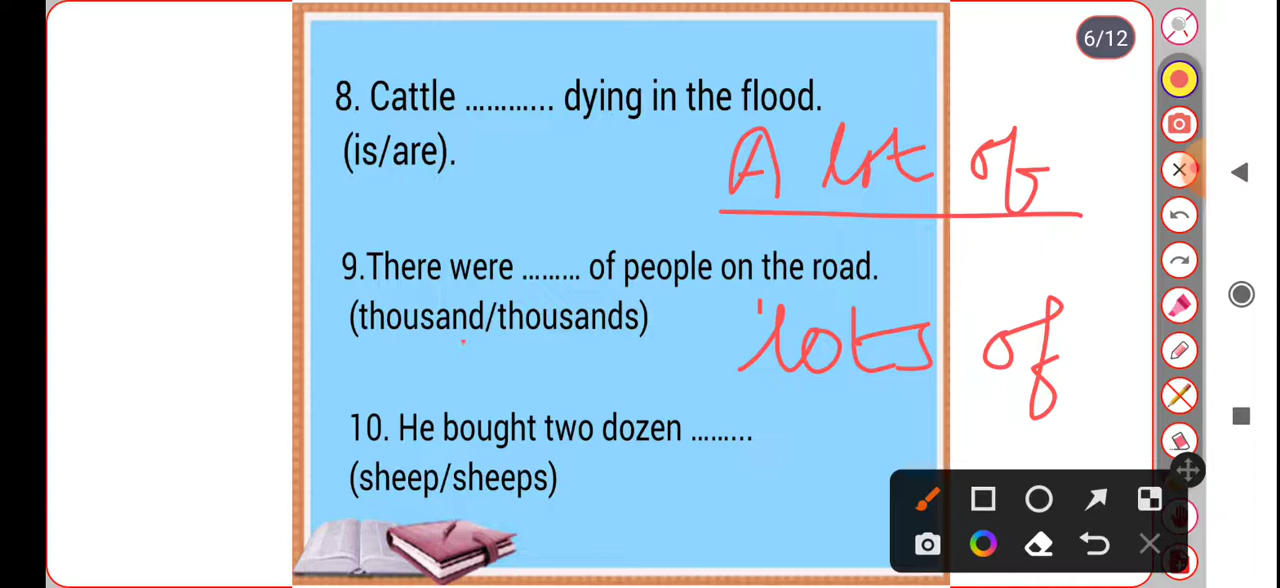 6/12
8. Cattle ………... dying in the flood.
(is/are).
A lot of
9.There were ……… of people on the road.
(thousand/thousands)
lots of
10. He bought two dozen ……...
(sheep/sheeps)